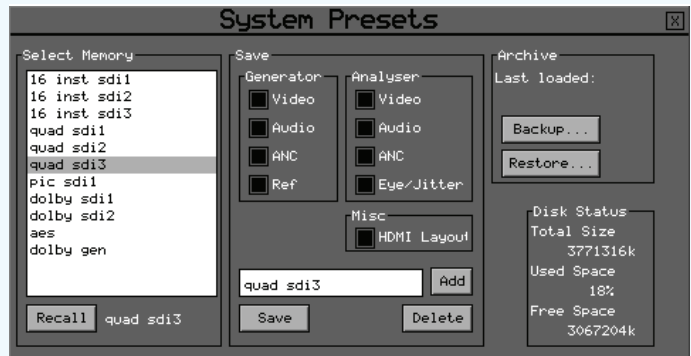 System Presets
X
Select Memory
16 inst sdi1
16 inst sdi2
16 inst sdi3
quad sdi1
quad sdi2
quad sdi3
pic sdi1
dolby sdi1
dolby sdi2
aes
dolby gen
Recall
quad sdi3
Save
Generator
Video
Audio
ANC
Ref
Analyser
Video
Audio
ANC
Eye/Jitter
Misc
HDMI Layout
quad sdi3
Add
Save
Delete
Archive
Last loaded:
Backup...
Restore...
Disk Status
Total Size
3771316k
Used Space
18%
Free Space
3067204k